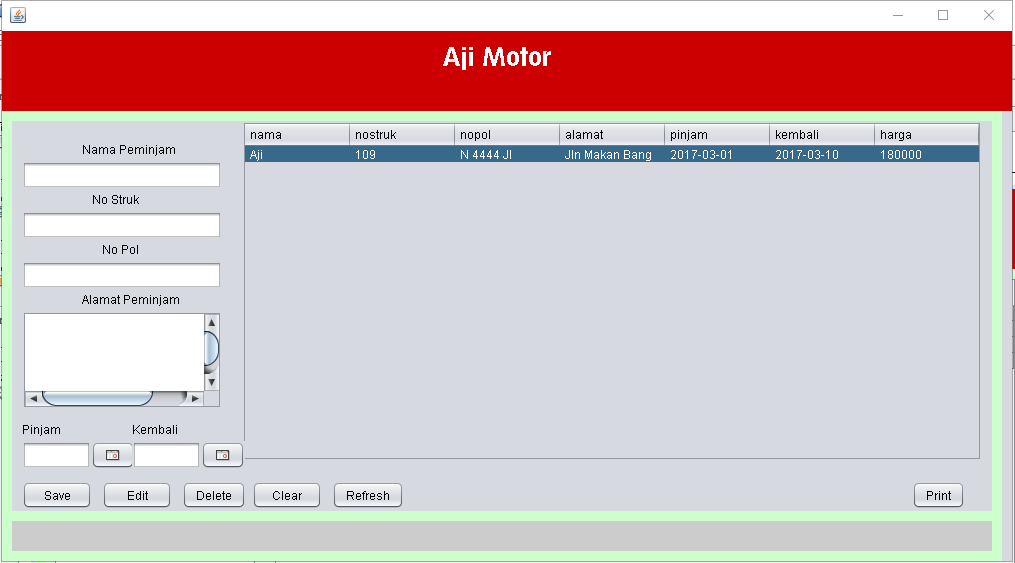 Aji Motor
nama nostruk nopol alamat pinjam kembali harga
Aji 109 N 4444 JI Jln Makan Bang 2017-03-01 2017-03-10 180000
Nama Peminjam
No Struk
No Pol
Alamat Peminjam
Pinjam Kembali
Save Edit Delete Clear Refresh Print